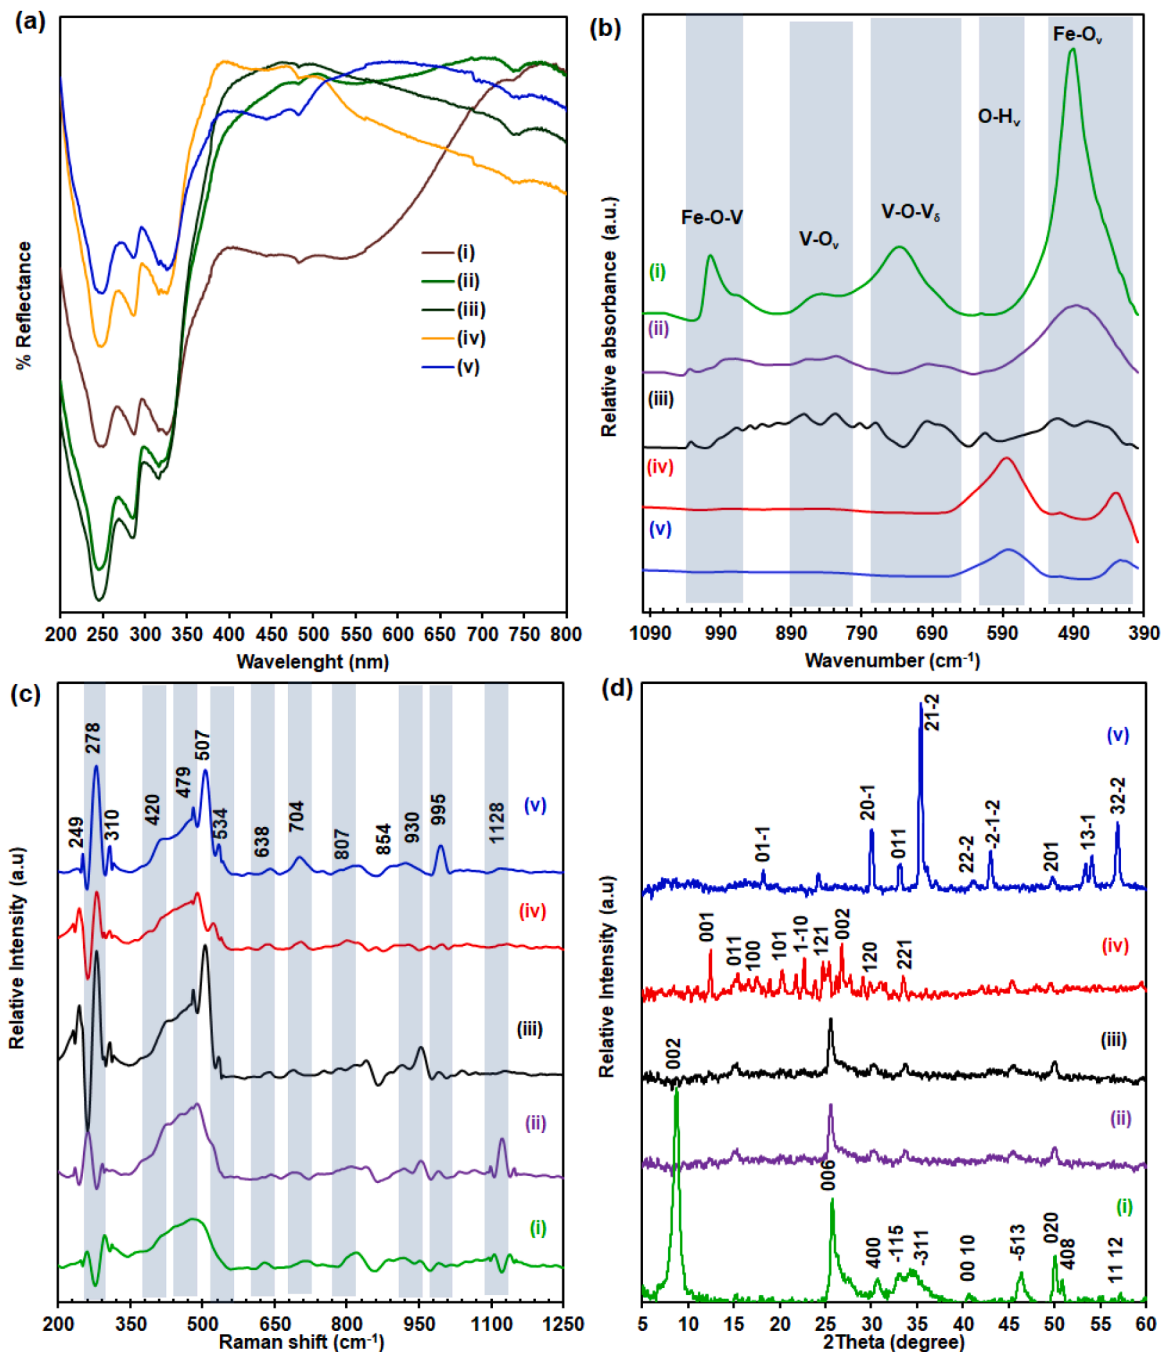 (a)
% Reflectance
(i)
(ii)
(iii)
(iv)
(v)
200 250 300 350 400 450 500 550 600 650 700 750 800
Wavelenght (nm)
(b)
Relative absorbance (a.u.)
Fe-O-V
V-Oᵥ
V-O-Vδ
O-Hᵥ
Fe-Oᵥ
(i)
(ii)
(iii)
(iv)
(v)
1090 990 890 790 690 590 490 390
Wavenumber (cm⁻¹)
(c)
Relative Intensity (a.u)
249
278
310
420
479
507
534
638
704
807
854
930
995
1128
(v)
(iv)
(iii)
(ii)
(i)
200 350 500 650 800 950 1100 1250
Raman shift (cm⁻¹)
(d)
Relative Intensity (a.u)
01-1
20-1
011
21-2
22-2
-2-1-2
201
13-1
32-2
(v)
001
011
100
101
1-10
121
002
120
221
(iv)
(iii)
(ii)
002
006
400
-115
-311
00 10
-513
020
408
11 12
(i)
5 10 15 20 25 30 35 40 45 50 55 60
2Theta (degree)